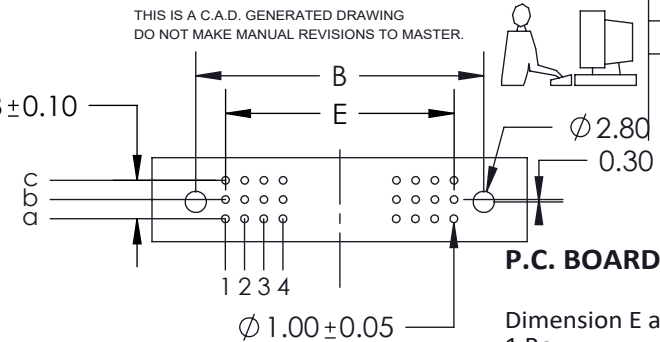 THIS IS A C.A.D. GENERATED DRAWING
DO NOT MAKE MANUAL REVISIONS TO MASTER.
B
±0.10
E
Ø 2.80
0.30
c
b
a
1 2 3 4
P.C. BOARD
Ø 1.00±0.05
Dimension E a